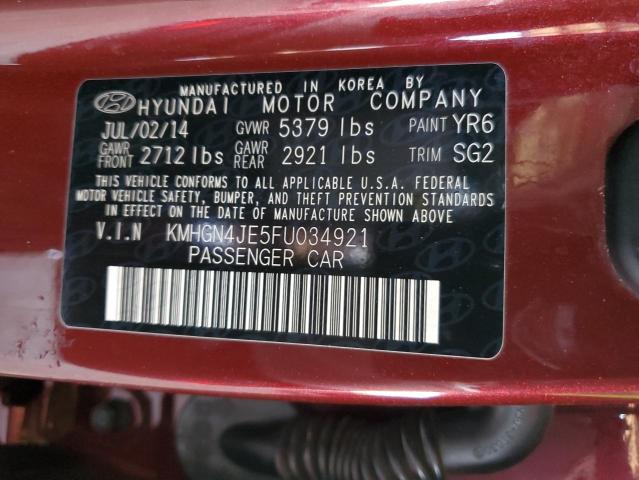 MANUFACTURED IN KOREA BY
HYUNDAI MOTOR COMPANY
JUL/02/14 GVWR 5379 lbs PAINT YR6
GAWR FRONT 2712 lbs GAWR REAR 2921 lbs TRIM SG2
THIS VEHICLE CONFORMS TO ALL APPLICABLE U.S.A. FEDERAL
MOTOR VEHICLE SAFETY, BUMPER, AND THEFT PREVENTION STANDARDS
IN EFFECT ON THE DATE OF MANUFACTURE SHOWN ABOVE
V.I.N KMHGN4JE5FU034921
PASSENGER CAR